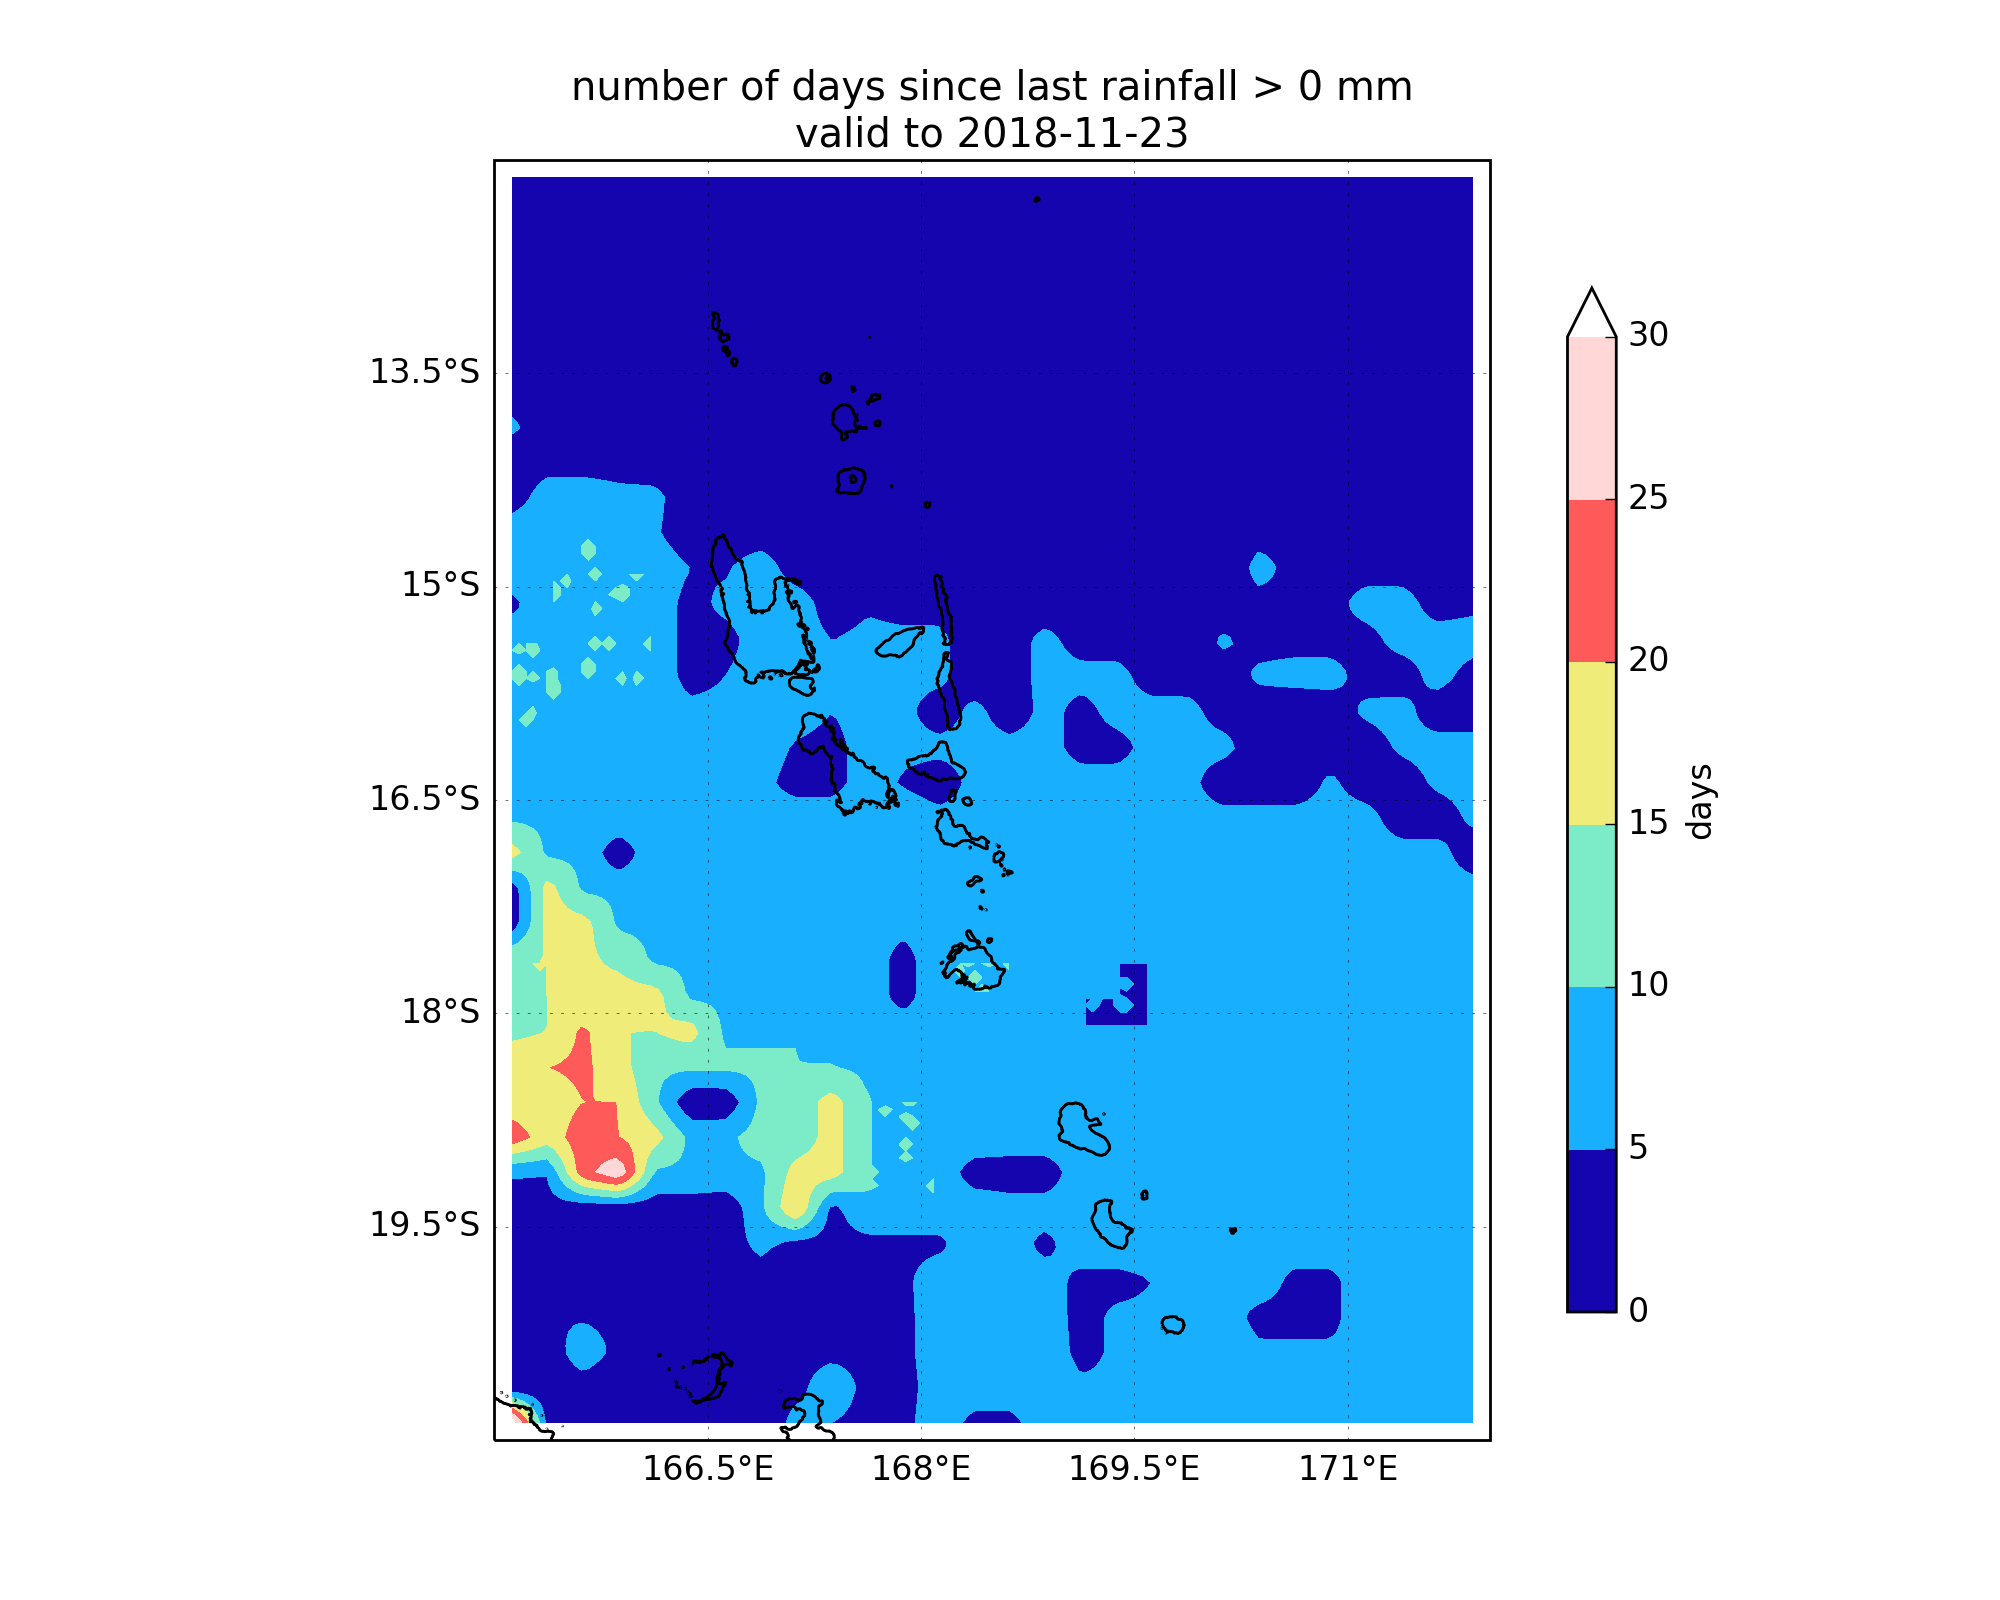 number of days since last rainfall > 0 mm
valid to 2018-11-23
13.5°S
15°S
16.5°S
18°S
19.5°S
166.5°E
168°E
169.5°E
171°E
30
25
20
15
10
5
0
days